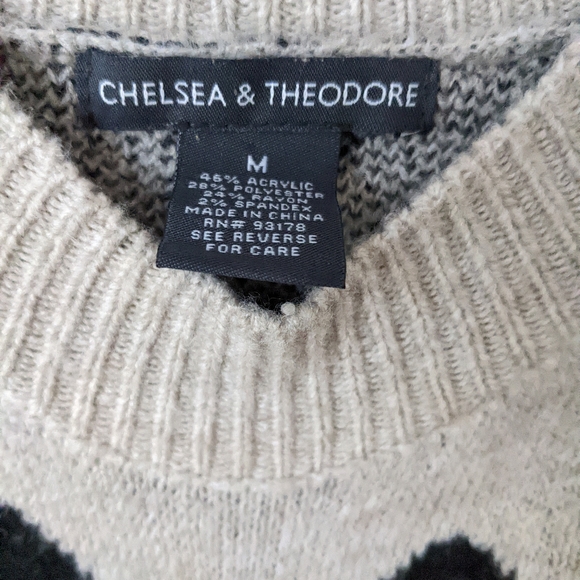 CHELSEA & THEODORE
M
46% ACRYLIC
28% POLYESTER
24% RAYON
2% SPANDEX
MADE IN CHINA
RN# 93178
SEE REVERSE
FOR CARE